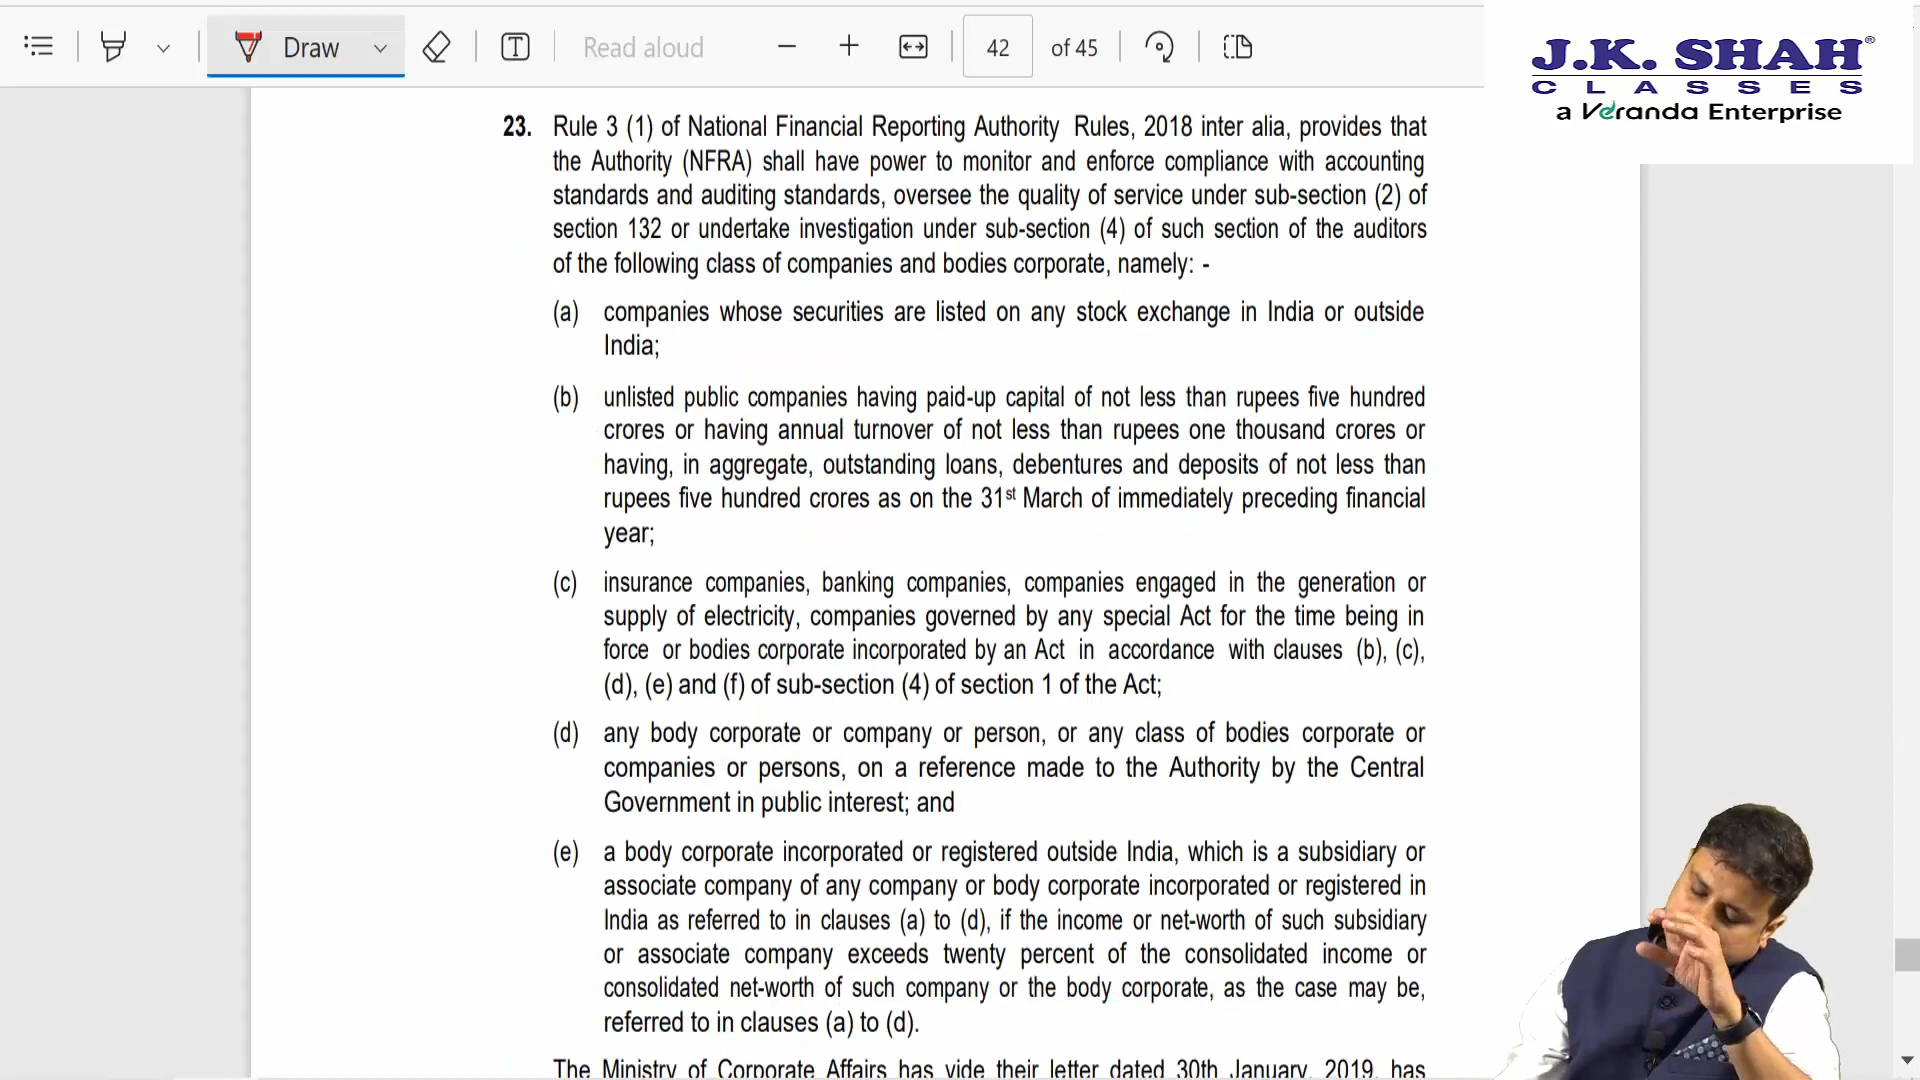 Draw
Read aloud
42
of 45
J.K. SHAH®
CLASSES
a Veranda Enterprise
23. Rule 3 (1) of National Financial Reporting Authority Rules, 2018 inter alia, provides that
the Authority (NFRA) shall have power to monitor and enforce compliance with accounting
standards and auditing standards, oversee the quality of service under sub-section (2) of
section 132 or undertake investigation under sub-section (4) of such section of the auditors
of the following class of companies and bodies corporate, namely: -
(a) companies whose securities are listed on any stock exchange in India or outside
India;
(b) unlisted public companies having paid-up capital of not less than rupees five hundred
crores or having annual turnover of not less than rupees one thousand crores or
having, in aggregate, outstanding loans, debentures and deposits of not less than
rupees five hundred crores as on the 31st March of immediately preceding financial
year;
(c) insurance companies, banking companies, companies engaged in the generation or
supply of electricity, companies governed by any special Act for the time being in
force or bodies corporate incorporated by an Act in accordance with clauses (b), (c),
(d), (e) and (f) of sub-section (4) of section 1 of the Act;
(d) any body corporate or company or person, or any class of bodies corporate or
companies or persons, on a reference made to the Authority by the Central
Government in public interest; and
(e) a body corporate incorporated or registered outside India, which is a subsidiary or
associate company of any company or body corporate incorporated or registered in
India as referred to in clauses (a) to (d), if the income or net-worth of such subsidiary
or associate company exceeds twenty percent of the consolidated income or
consolidated net-worth of such company or the body corporate, as the case may be,
referred to in clauses (a) to (d).
The Ministry of Corporate Affairs has vide their letter dated 30th January, 2019, has